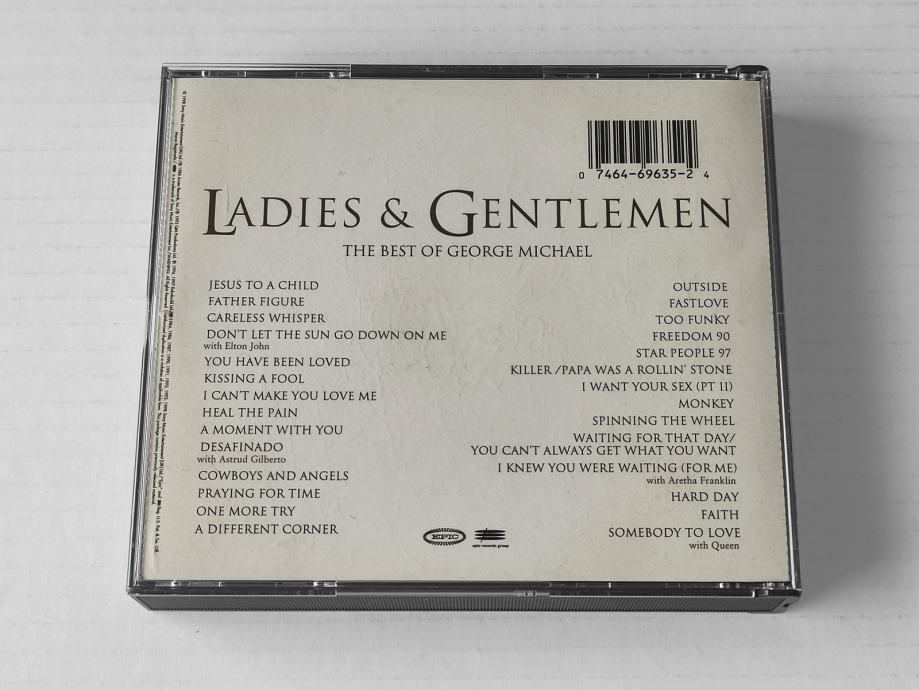 0 7464-69635-2 4
LADIES & GENTLEMEN
THE BEST OF GEORGE MICHAEL
JESUS TO A CHILD
FATHER FIGURE
CARELESS WHISPER
DON'T LET THE SUN GO DOWN ON ME
with Elton John
YOU HAVE BEEN LOVED
KISSING A FOOL
I CAN'T MAKE YOU LOVE ME
HEAL THE PAIN
A MOMENT WITH YOU
DESAFINADO
with Astrud Gilberto
COWBOYS AND ANGELS
PRAYING FOR TIME
ONE MORE TRY
A DIFFERENT CORNER
OUTSIDE
FASTLOVE
TOO FUNKY
FREEDOM 90
STAR PEOPLE 97
KILLER /PAPA WAS A ROLLIN' STONE
I WANT YOUR SEX (PT II)
MONKEY
SPINNING THE WHEEL
WAITING FOR THAT DAY/
YOU CAN'T ALWAYS GET WHAT YOU WANT
I KNEW YOU WERE WAITING (FOR ME)
with Aretha Franklin
HARD DAY
FAITH
SOMEBODY TO LOVE
with Queen
EPIC
epic records group